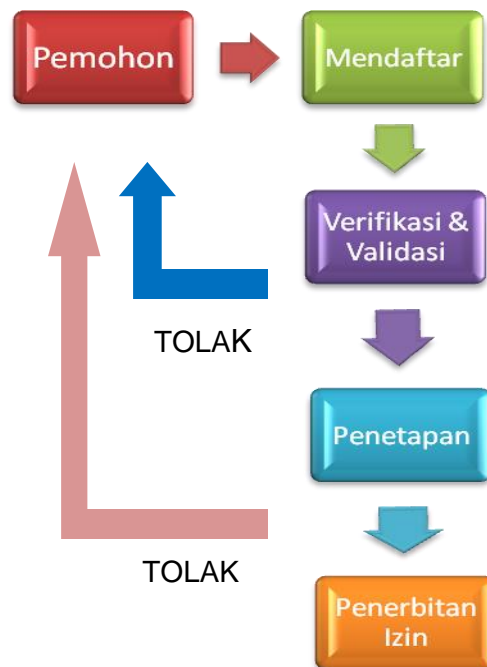 Pemohon
Mendaftar
Verifikasi &
Validasi
TOLAK
Penetapan
TOLAK
Penerbitan
Izin